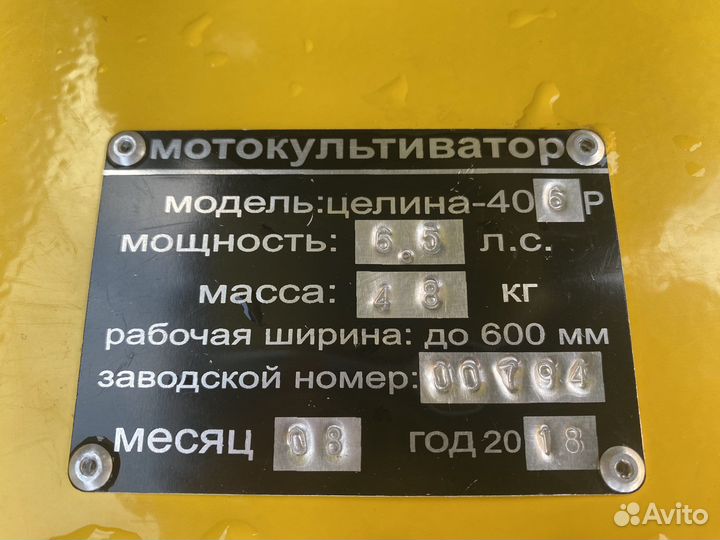 мотокультиватор
модель:целина-406Р
мощность: 6.5 л.с.
масса: 48 кг
рабочая ширина: до 600 мм
заводской номер: 00794
месяц 08 год 2018
Avito